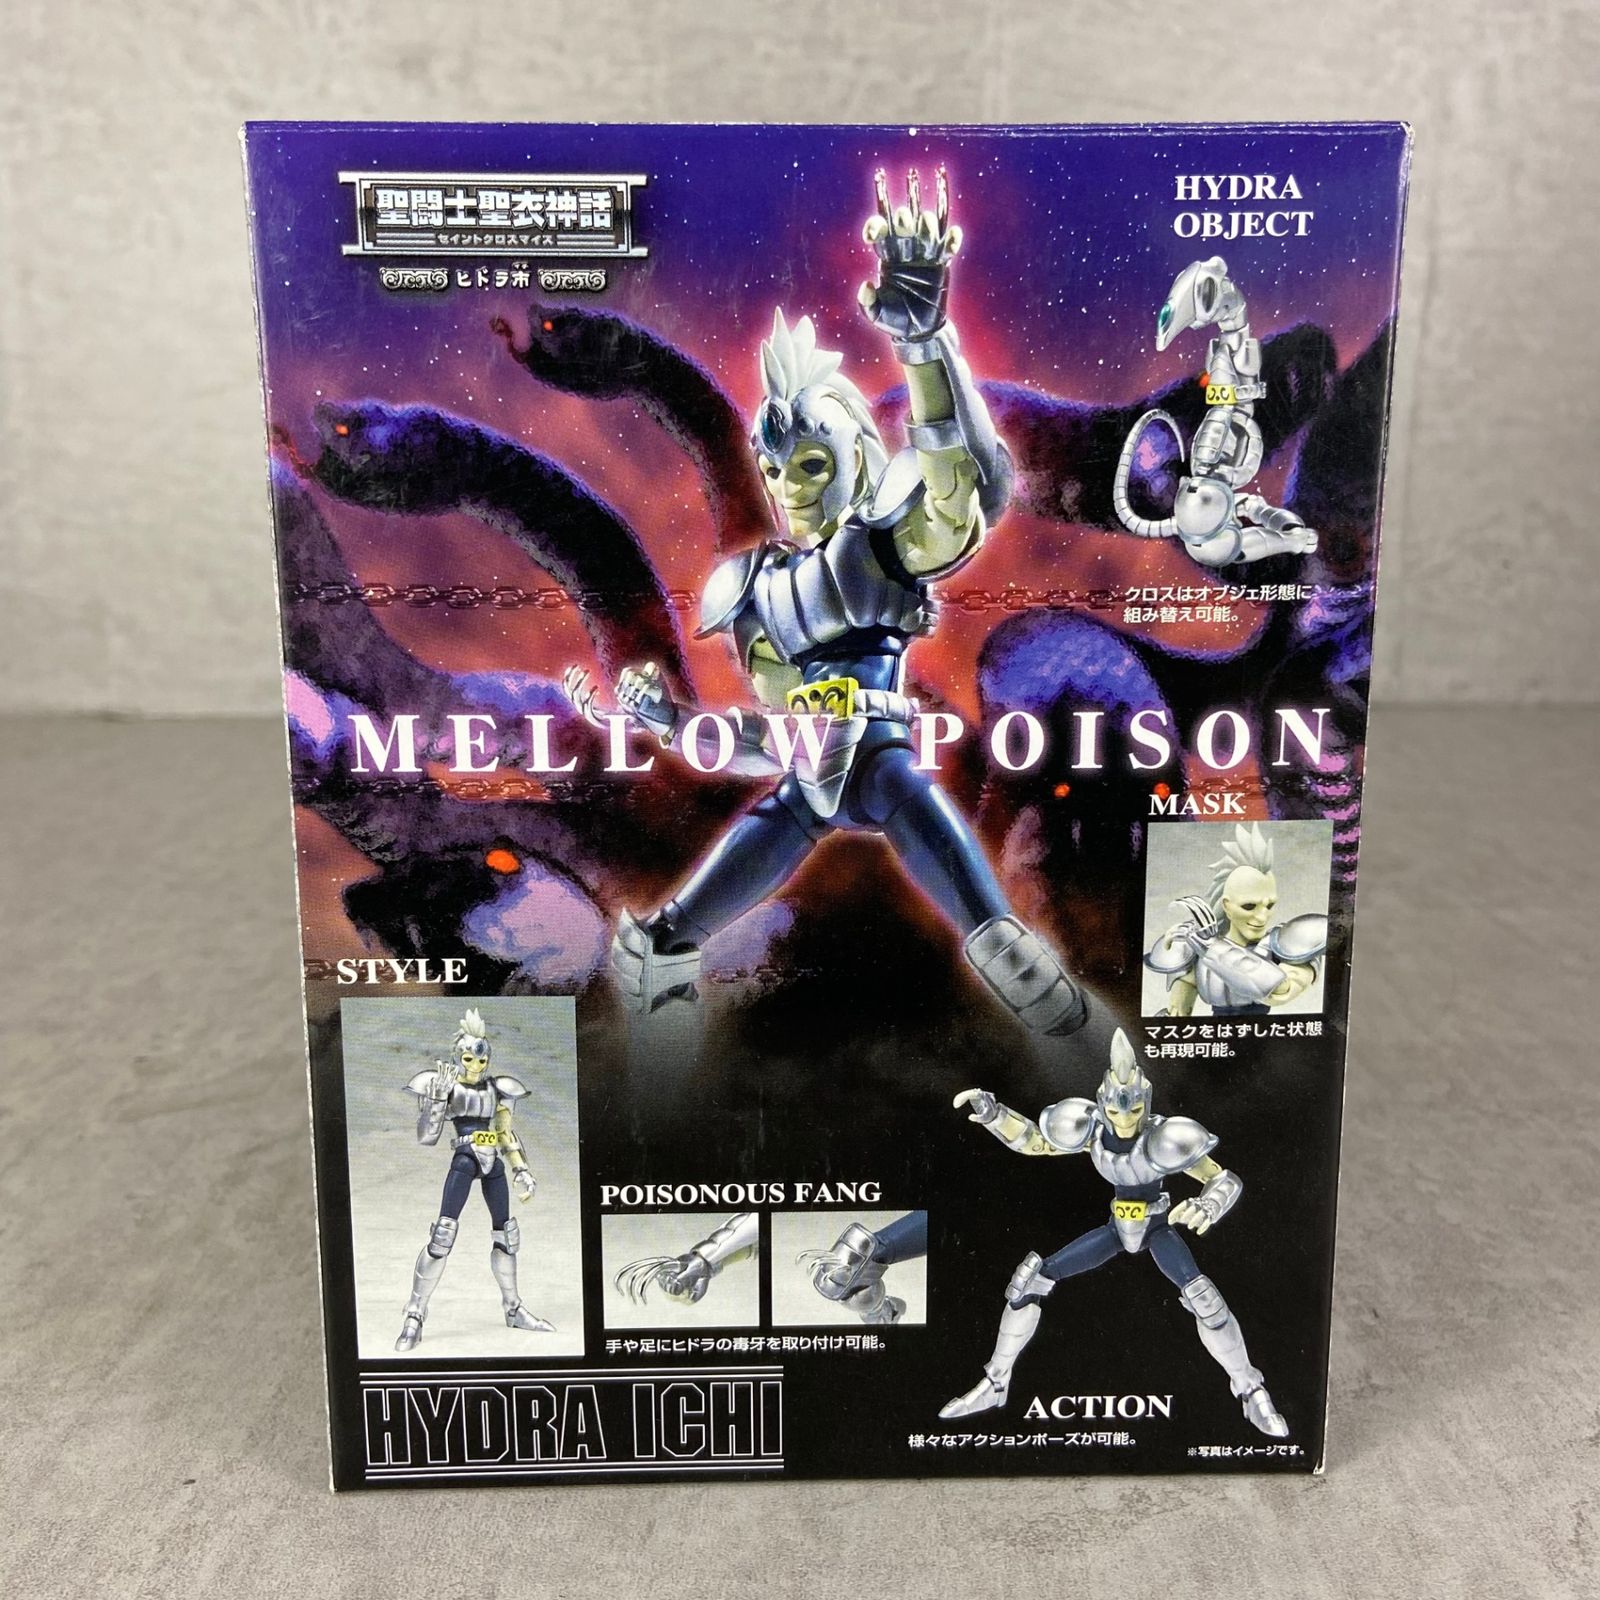 聖闘士聖衣神話
セイントクロスマイス
ヒドラ市
HYDRA
OBJECT
クロスはオブジェ形態に
組み替え可能。
MELLOW POISON
MASK
マスクをはずした状態
も再現可能。
STYLE
POISONOUS FANG
手や足にヒドラの毒牙を取り付け可能。
HYDRA ICHI
ACTION
様々なアクションポーズが可能。
※写真はイメージです。